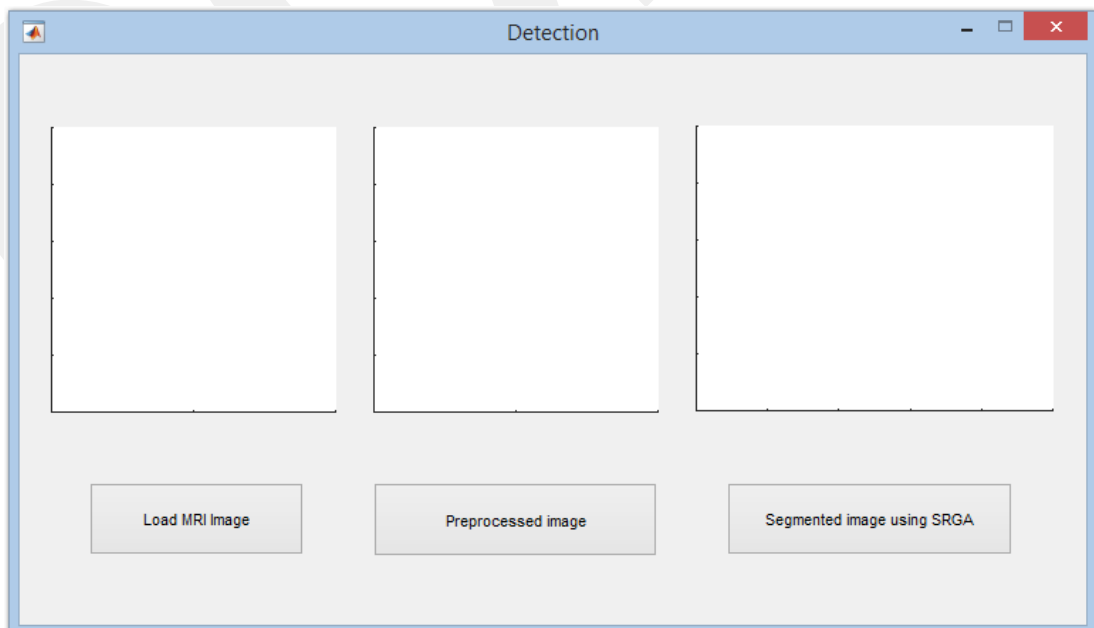 Detection
Load MRI Image
Preprocessed image
Segmented image using SRGA